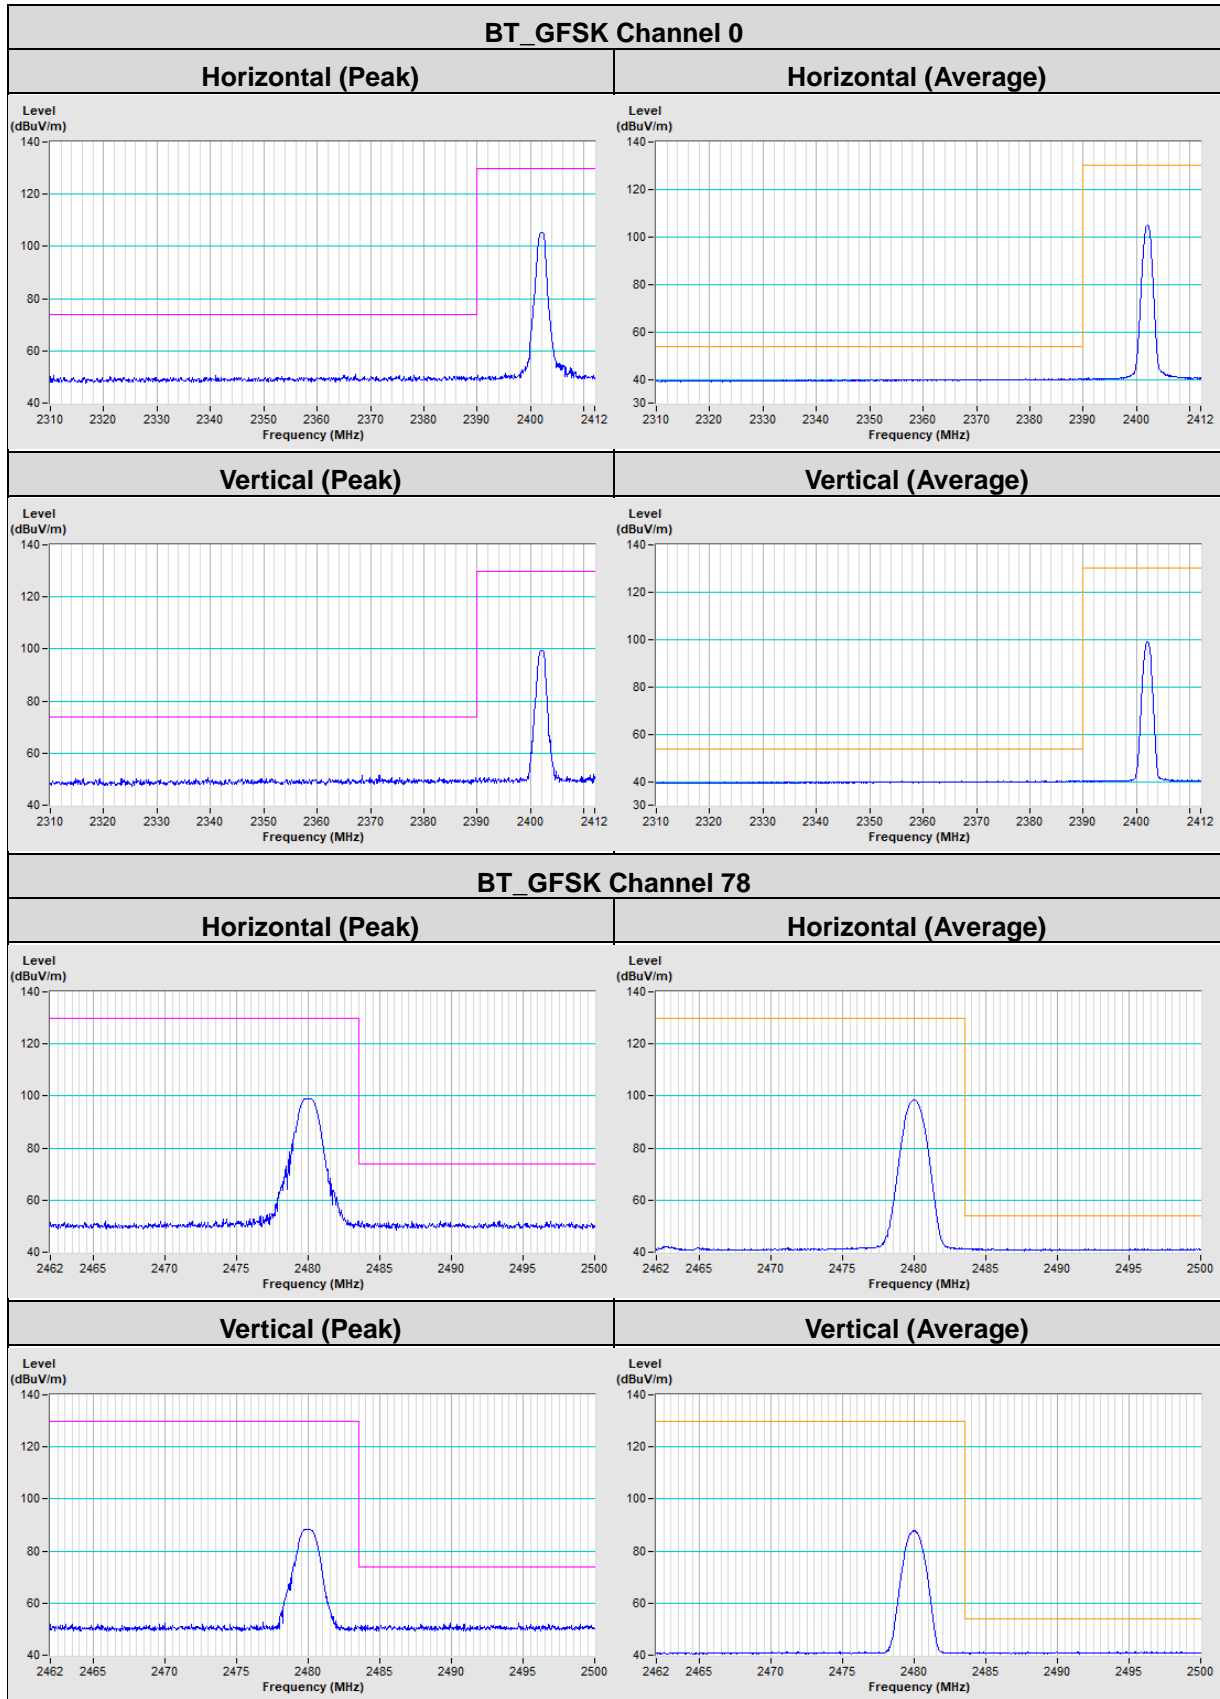 BT_GFSK Channel 0
Horizontal (Peak) Horizontal (Average)
Level Level
(dBuV/m) (dBuV/m)
140 140
120 120
100 100
80 80
60 60
40 40
30
2310 2320 2330 2340 2350 2360 2370 2380 2390 2400 2412 2310 2320 2330 2340 2350 2360 2370 2380 2390 2400 2412
Frequency (MHz) Frequency (MHz)
Vertical (Peak) Vertical (Average)
Level Level
(dBuV/m) (dBuV/m)
140 140
120 120
100 100
80 80
60 60
40 40
30
2310 2320 2330 2340 2350 2360 2370 2380 2390 2400 2412 2310 2320 2330 2340 2350 2360 2370 2380 2390 2400 2412
Frequency (MHz) Frequency (MHz)
BT_GFSK Channel 78
Horizontal (Peak) Horizontal (Average)
Level Level
(dBuV/m) (dBuV/m)
140 140
120 120
100 100
80 80
60 60
40 40
2462 2465 2470 2475 2480 2485 2490 2495 2500 2462 2465 2470 2475 2480 2485 2490 2495 2500
Frequency (MHz) Frequency (MHz)
Vertical (Peak) Vertical (Average)
Level Level
(dBuV/m) (dBuV/m)
140 140
120 120
100 100
80 80
60 60
40 40
2462 2465 2470 2475 2480 2485 2490 2495 2500 2462 2465 2470 2475 2480 2485 2490 2495 2500
Frequency (MHz) Frequency (MHz)